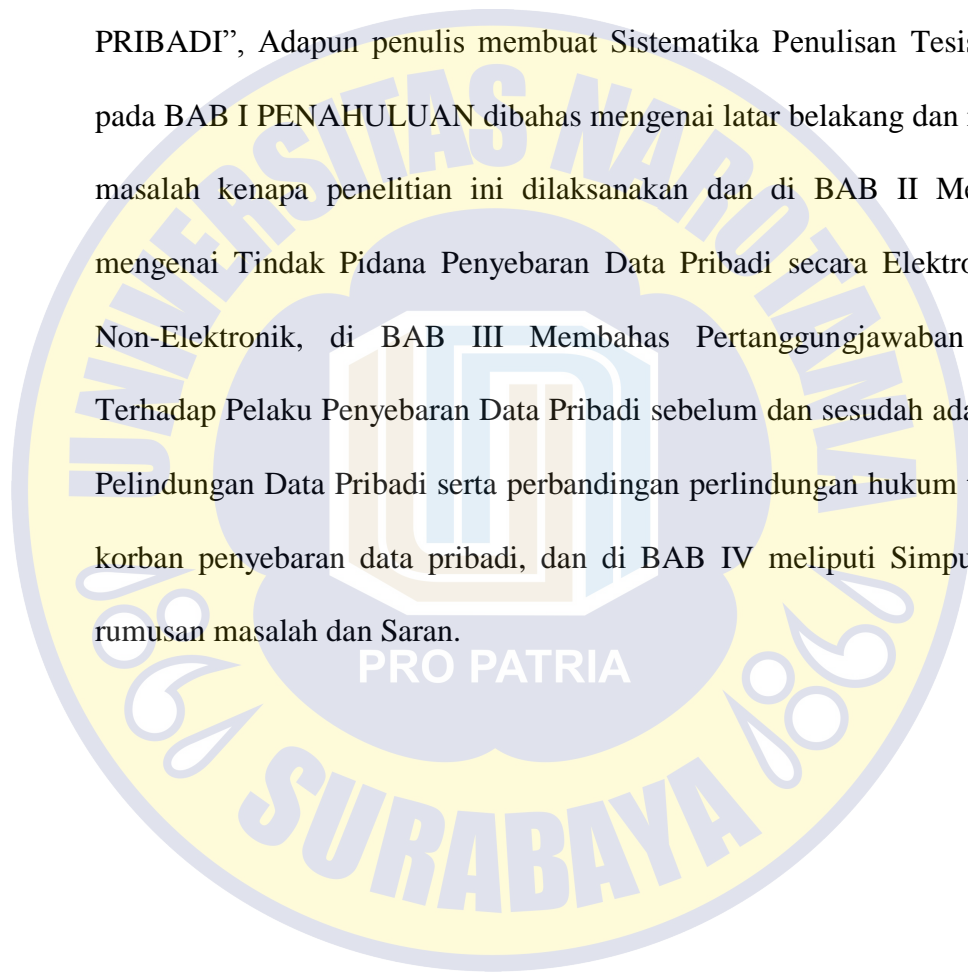 PRIBADI”, Adapun penulis membuat Sistematika Penulisan Tesis
pada BAB I PENAHULUAN dibahas mengenai latar belakang dan
masalah kenapa penelitian ini dilaksanakan dan di BAB II
mengenai Tindak Pidana Penyebaran Data Pribadi secara
Non-Elektronik, di BAB III Membahas Pertanggungjawaban
Terhadap Pelaku Penyebaran Data Pribadi sebelum dan sesudah
Pelindungan Data Pribadi serta perbandingan perlindungan hukum
korban penyebaran data pribadi, dan di BAB IV meliputi
rumusan masalah dan Saran.
UNIVERSITAS NAROTAMA
PRO PATRIA
SURABAYA